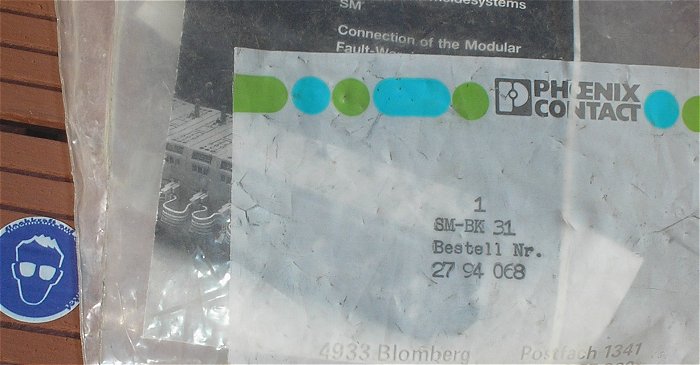 SM
Connection of the Modular
PHŒNIX
CONTACT
1
SM-BK 31
Bestell Nr.
27 94 068
4933 Blomberg
Postfach 1341